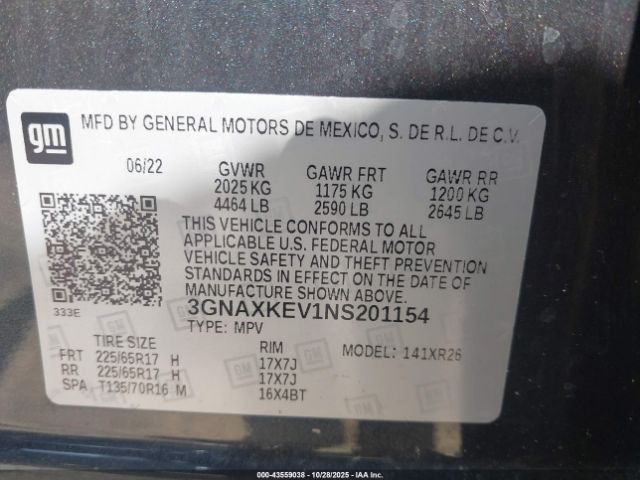 gm
MFD BY GENERAL MOTORS DE MEXICO, S. DE R.L. DE C.V.
06/22 GVWR GAWR FRT GAWR RR
2025 KG 1175 KG 1200 KG
4464 LB 2590 LB 2645 LB
THIS VEHICLE CONFORMS TO ALL
APPLICABLE U.S. FEDERAL MOTOR
VEHICLE SAFETY AND THEFT PREVENTION
STANDARDS IN EFFECT ON THE DATE OF
MANUFACTURE SHOWN ABOVE.
333E
3GNAXKEV1NS201154
TYPE: MPV
TIRE SIZE RIM MODEL: 141XR26
FRT 225/65R17 H 17X7J
RR 225/65R17 H 17X7J
SPA T135/70R16 M 16X4BT
000-43559038 | 10/28/2025 | IAA Inc.